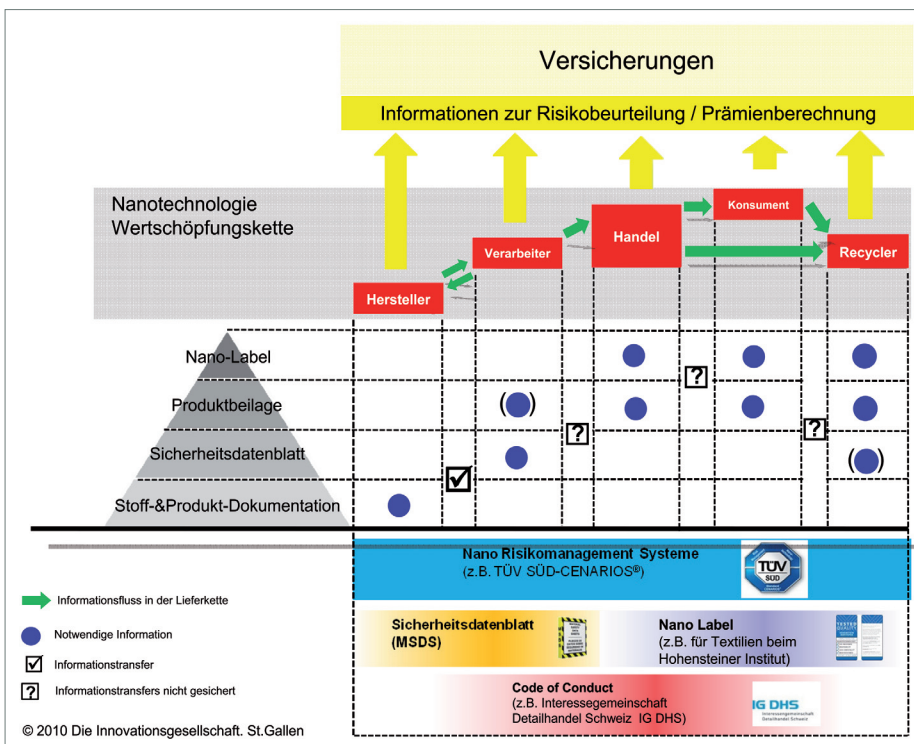 Versicherungen
Informationen zur Risikobeurteilung / Prämienberechnung
Nanotechnologie
Wertschöpfungskette
Konsument
Handel
Verarbeiter
Recycler
Hersteller
Nano-Label
?
Produktbeilage
( )
?
?
Sicherheitsdatenblatt
( )
Stoff-&Produkt-Dokumentation
Nano Risikomanagement Systeme
(z.B. TÜV SÜD-CENARIOS®)
TÜV
SÜD
Informationsfluss in der Lieferkette
Sicherheitsdatenblatt
(MSDS)
Nano Label
(z.B. für Textilien beim
Hohensteiner Institut)
Notwendige Information
Informationstransfer
? Informationstransfers nicht gesichert
Code of Conduct
(z.B. Interessegemeinschaft
Detailhandel Schweiz IG DHS)
IG DHS
Interessengemeinschaft
Detailhandel Schweiz
© 2010 Die Innovationsgesellschaft. St.Gallen